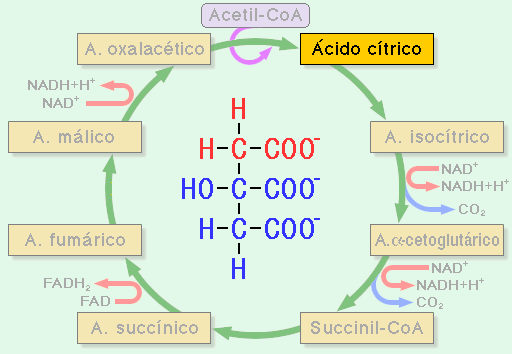 Acetil-CoA
A. oxalacético
Ácido cítrico
NADH+H⁺
NAD⁺
A. málico
A. isocítrico
NAD⁺
NADH+H⁺
CO₂
H
H C COO⁻
HO C COO⁻
H C COO⁻
H
A. fumárico
A.α-cetoglutárico
NAD⁺
NADH+H⁺
CO₂
FADH₂
FAD
A. succínico
Succinil-CoA